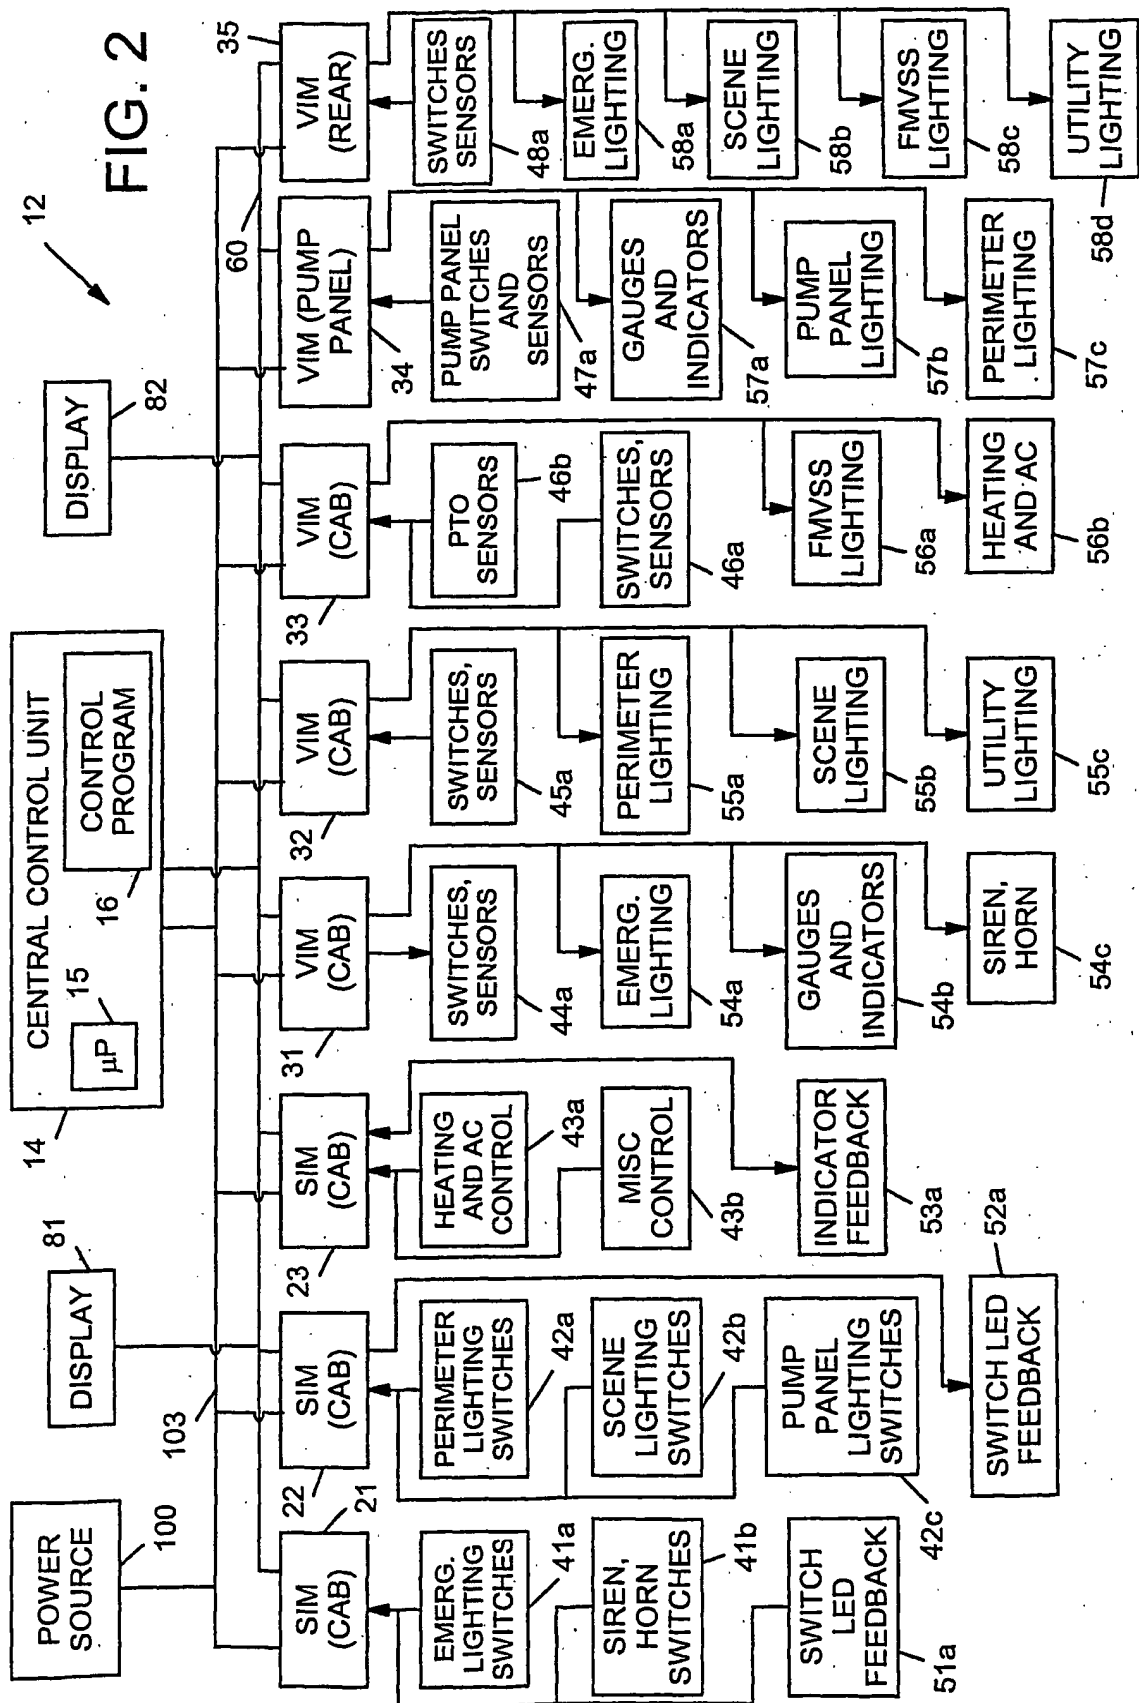 FIG. 2
12
POWER
SOURCE
100
103
DISPLAY
81
14
CENTRAL CONTROL UNIT
μP
15
CONTROL
PROGRAM
16
DISPLAY
82
60
SIM
(CAB)
21
EMERG.
LIGHTING
SWITCHES
41a
SIREN,
HORN
SWITCHES
41b
SWITCH
LED
FEEDBACK
51a
SIM
(CAB)
22
PERIMETER
LIGHTING
SWITCHES
42a
SCENE
LIGHTING
SWITCHES
42b
PUMP
PANEL
LIGHTING
SWITCHES
42c
SWITCH LED
FEEDBACK
52a
SIM
(CAB)
23
HEATING
AND AC
CONTROL
43a
MISC
CONTROL
43b
INDICATOR
FEEDBACK
53a
VIM
(CAB)
31
SWITCHES,
SENSORS
44a
EMERG.
LIGHTING
54a
GAUGES
AND
INDICATORS
54b
SIREN,
HORN
54c
VIM
(CAB)
32
SWITCHES,
SENSORS
45a
PERIMETER
LIGHTING
55a
SCENE
LIGHTING
55b
UTILITY
LIGHTING
55c
VIM
(CAB)
33
PTO
SENSORS
46b
SWITCHES,
SENSORS
46a
FMVSS
LIGHTING
56a
HEATING
AND AC
56b
VIM (PUMP
PANEL)
34
PUMP PANEL
SWITCHES
AND
SENSORS
47a
GAUGES
AND
INDICATORS
57a
PUMP
PANEL
LIGHTING
57b
PERIMETER
LIGHTING
57c
VIM
(REAR)
35
SWITCHES
SENSORS
48a
EMERG.
LIGHTING
58a
SCENE
LIGHTING
58b
FMVSS
LIGHTING
58c
UTILITY
LIGHTING
58d